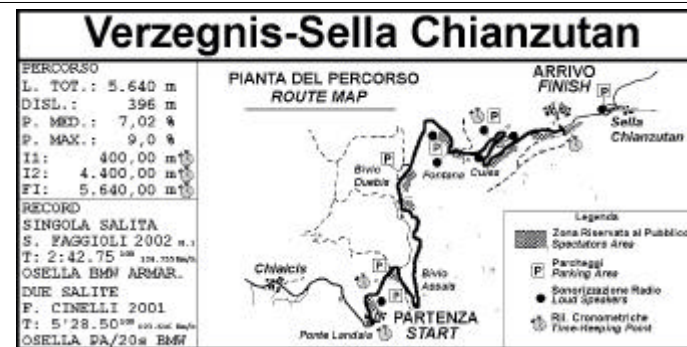 Verzegnis-Sella Chianzutan
PERCORSO
L. TOT.: 5.640 m
DISL.: 396 m
P. MED.: 7,02 %
P. MAX.: 9,0 %
I1: 400,00 m
I2: 4.400,00 m
FI: 5.640,00 m
RECORD
SINGOLA SALITA
S. FAGGIOLI 2002
T: 2:42.75
OSELLA BMW ARMAR.
DUE SALITE
F. CINELLI 2001
T: 5'28.50
OSELLA PA/20s BMW
PIANTA DEL PERCORSO
ROUTE MAP
ARRIVO
FINISH
P
Sella
Chianzutan
P
P
P
Bivio
Duebis
Fontana
Cuies
Chiaicis
P
Bivio
Assais
P
PARTENZA
START
Ponte Landaia
Legenda
Zona Riservata al Pubblico
Spectators Area
P
Parcheggi
Parking Area
Sonorizzazione Radio
Loud Speakers
Ril. Cronometriche
Time-Keeping Point